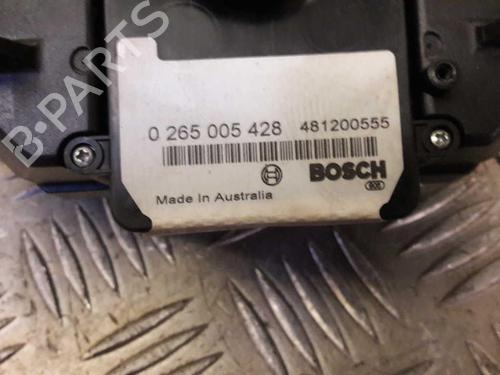 B-PARTS
0 265 005 428 481200555
BOSCH
Made In Australia